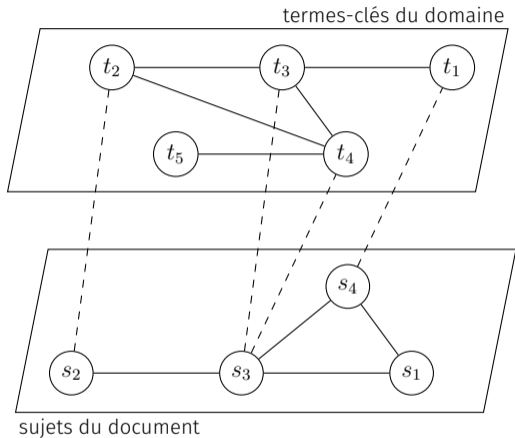 termes-clés du domaine
t₂
t₃
t₁
t₅
t₄
s₄
s₂
s₃
s₁
sujets du document